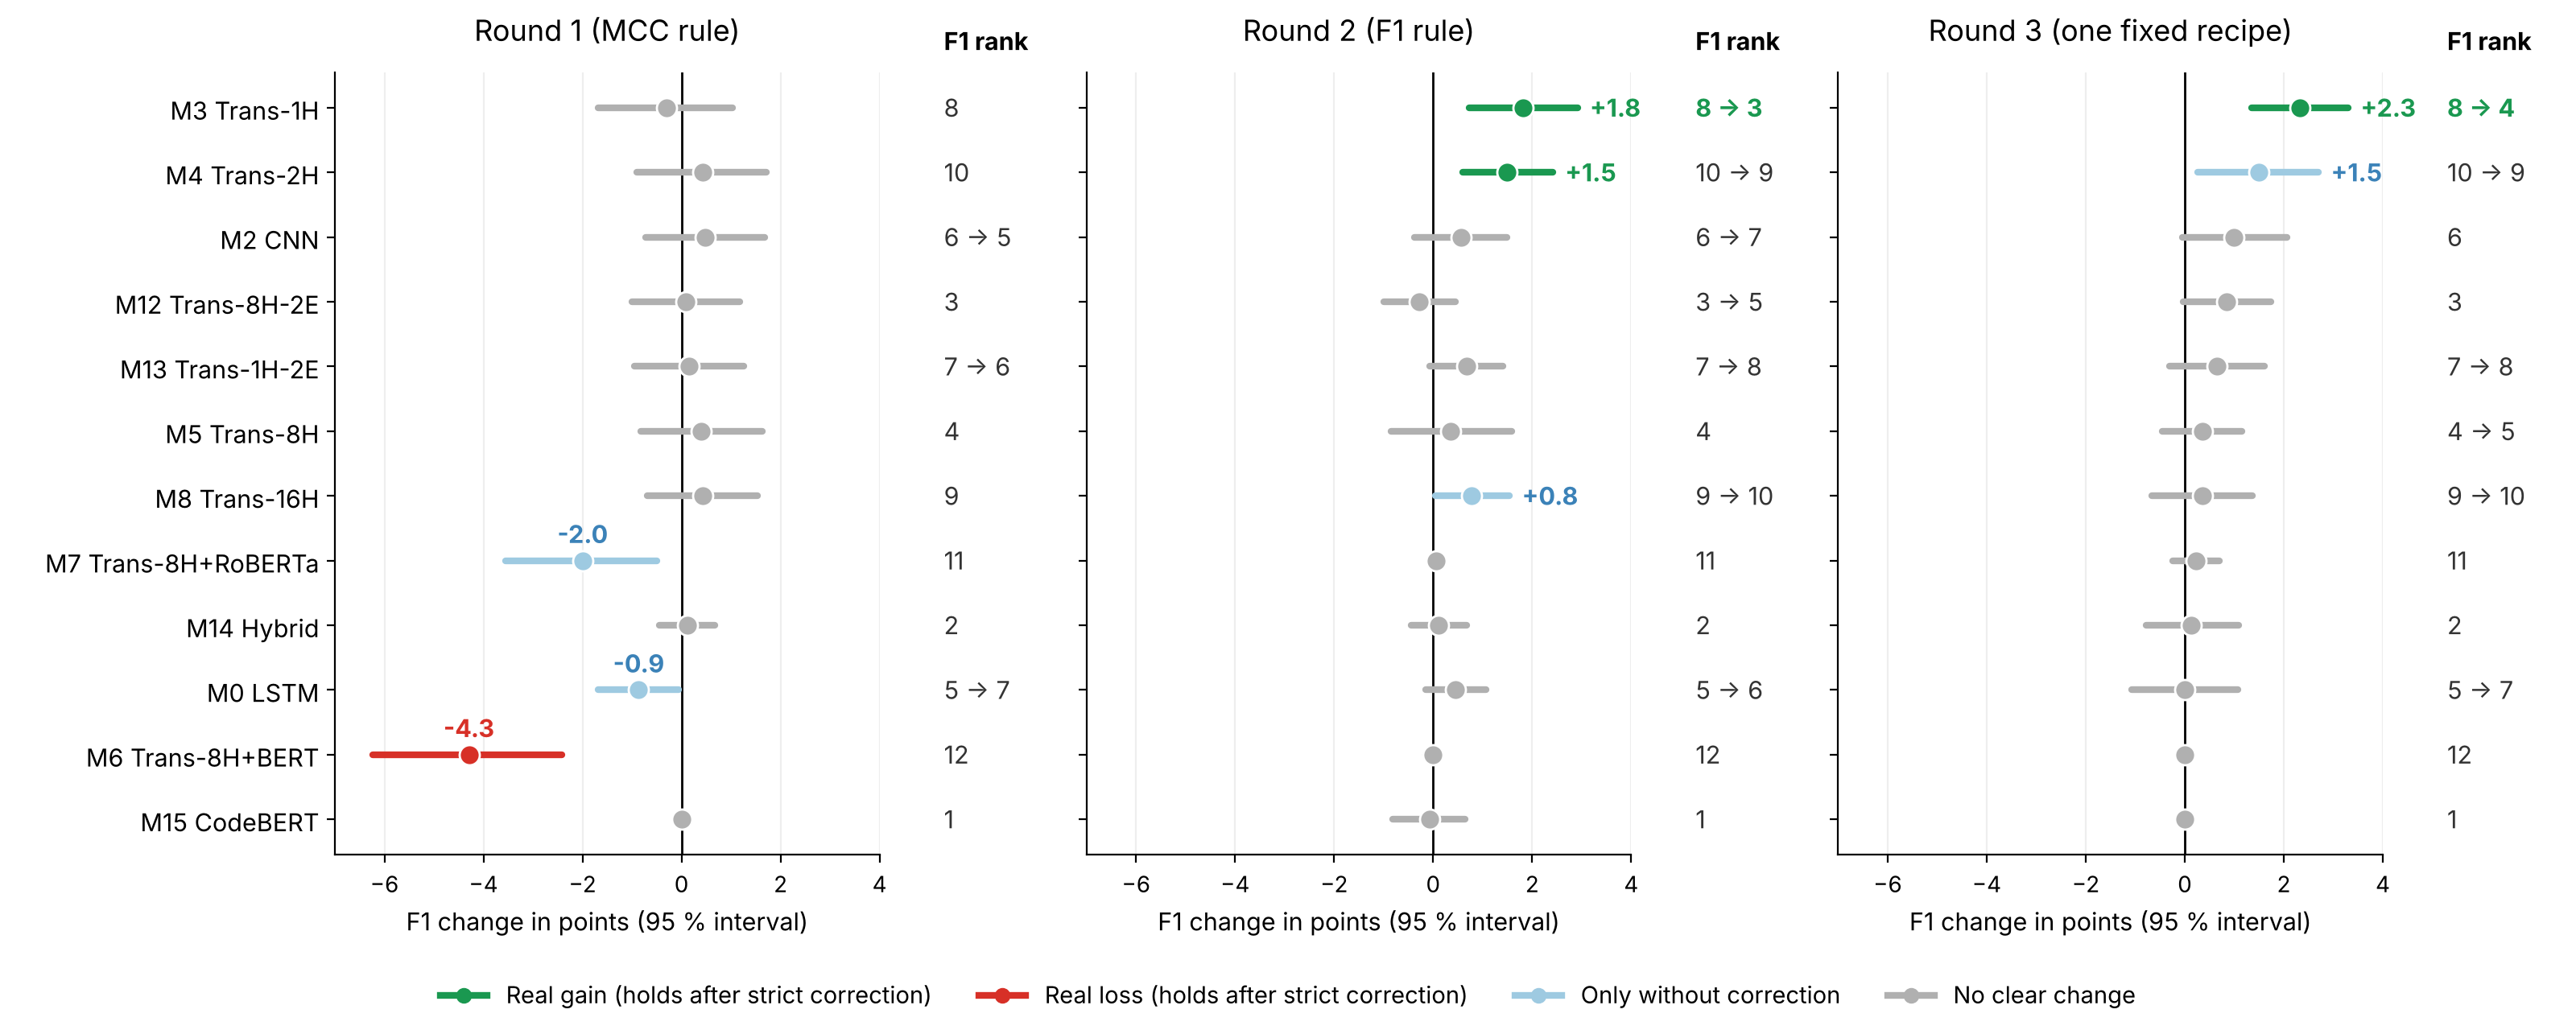 Round 1 (MCC rule)
F1 rank
Round 2 (F1 rule)
F1 rank
Round 3 (one fixed recipe)
F1 rank
M3 Trans-1H
8
+1.8
8 → 3
+2.3
8 → 4
M4 Trans-2H
10
+1.5
10 → 9
+1.5
10 → 9
M2 CNN
6 → 5
6 → 7
6
M12 Trans-8H-2E
3
3 → 5
3
M13 Trans-1H-2E
7 → 6
7 → 8
7 → 8
M5 Trans-8H
4
4
4 → 5
M8 Trans-16H
9
+0.8
9 → 10
9 → 10
-2.0
M7 Trans-8H+RoBERTa
11
11
11
M14 Hybrid
2
2
2
-0.9
M0 LSTM
5 → 7
5 → 6
5 → 7
-4.3
M6 Trans-8H+BERT
12
12
12
M15 CodeBERT
1
1
1
−6 −4 −2 0 2 4
−6 −4 −2 0 2 4
−6 −4 −2 0 2 4
F1 change in points (95 % interval)
F1 change in points (95 % interval)
F1 change in points (95 % interval)
Real gain (holds after strict correction)
Real loss (holds after strict correction)
Only without correction
No clear change